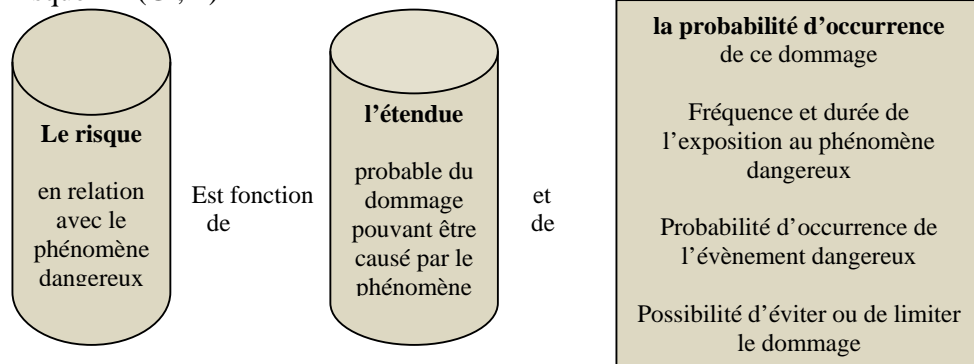 Le risque
en relation
avec le
phénomène
dangereux
Est fonction
de
l'étendue
probable du
dommage
pouvant être
causé par le
phénomène
et
de
la probabilité d'occurrence
de ce dommage
Fréquence et durée de
l'exposition au phénomène
dangereux
Probabilité d'occurrence de
l'évènement dangereux
Possibilité d'éviter ou de limiter
le dommage